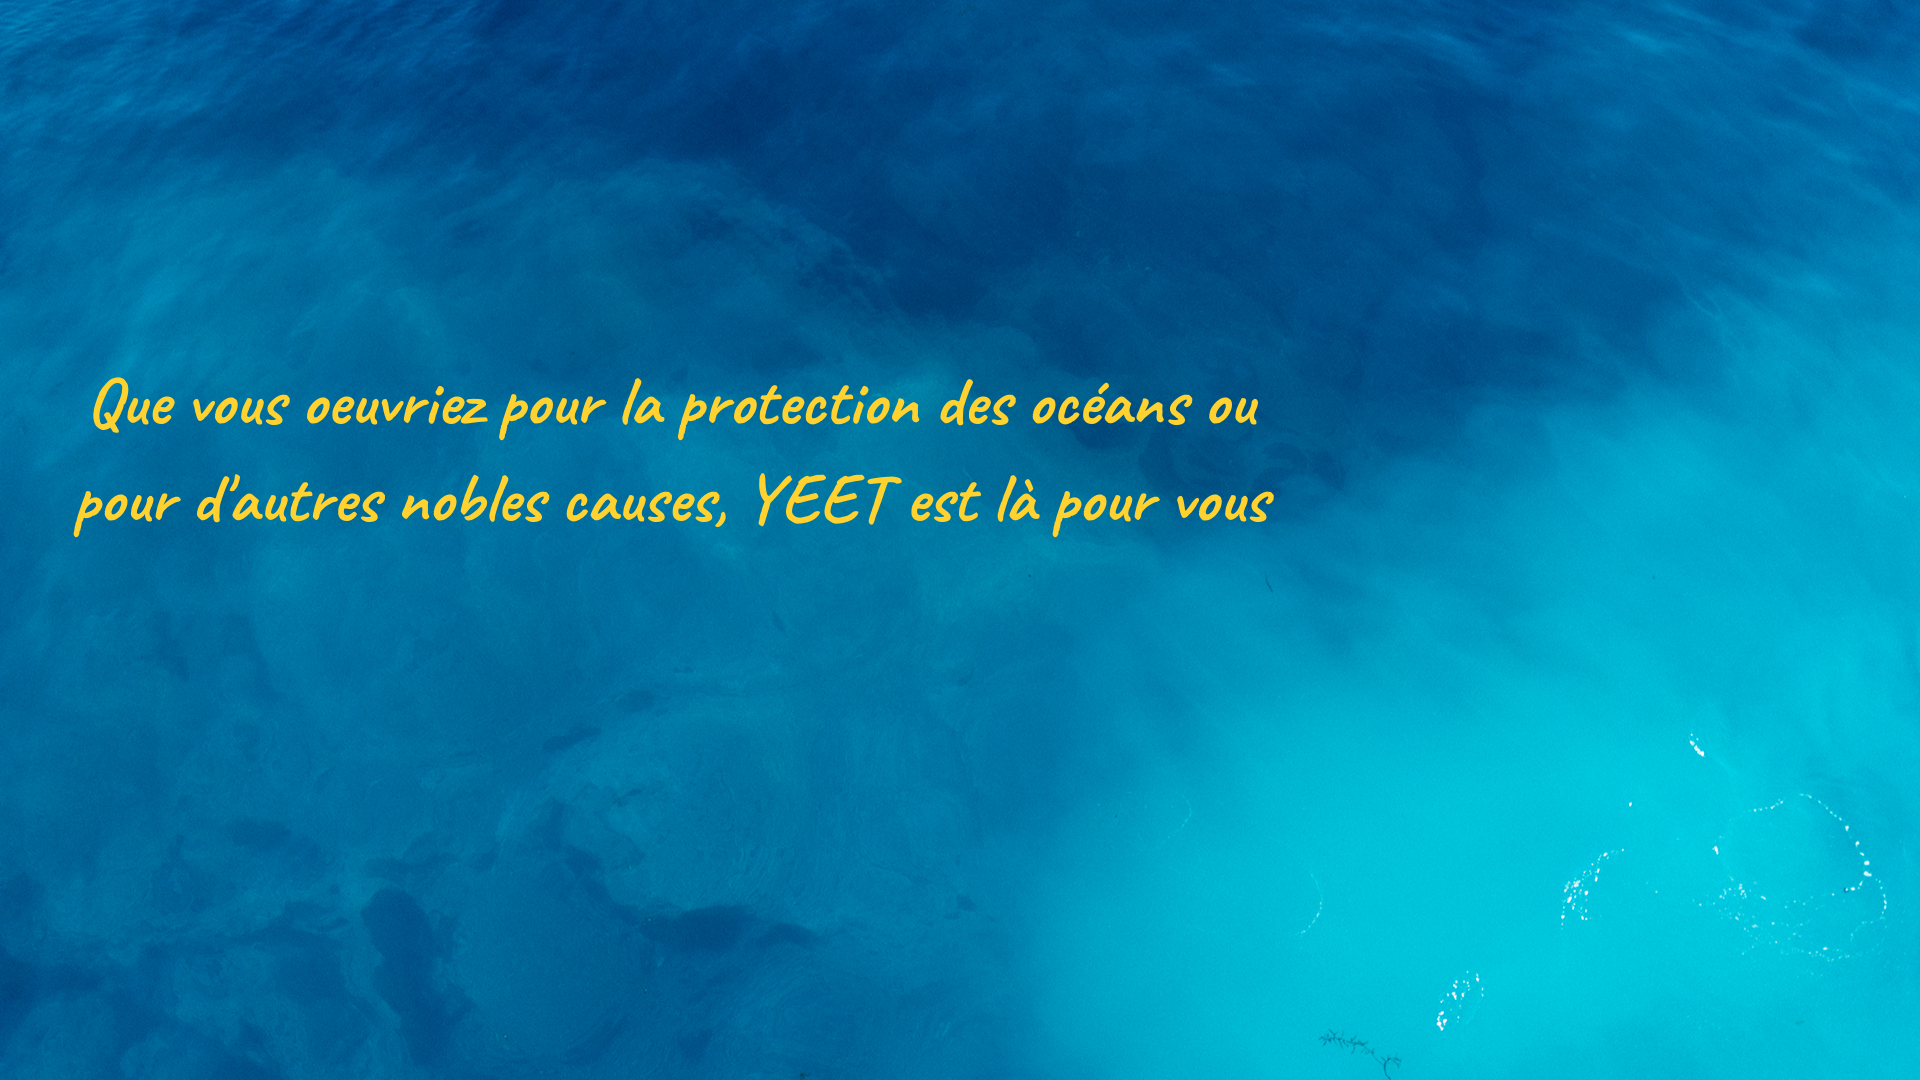 Que vous oeuvriez pour la protection des océans ou
pour d'autres nobles causes, YEET est là pour vous